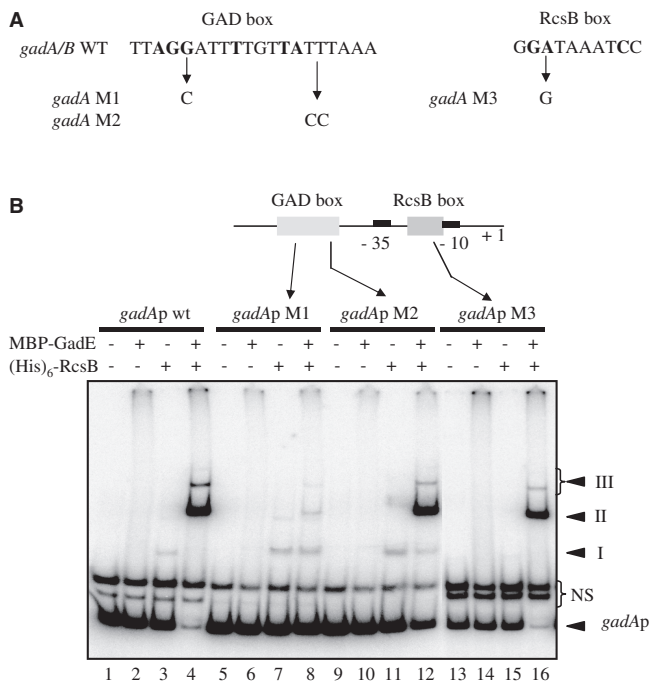 A
GAD box
RcsB box
gadA/B WT TTAGGATTTTGTTATTTAAA GGATAAATCC
C G
gadA M1 gadA M3
gadA M2 CC
B
GAD box RcsB box
- 35 - 10 + 1
gadAp wt gadAp M1 gadAp M2 gadAp M3
MBP-GadE - + - + - + - + - + - + - + - +
(His)6-RcsB - - + + - - + + - - + + - - + +
III
II
I
NS
gadAp
1 2 3 4 5 6 7 8 9 10 11 12 13 14 15 16